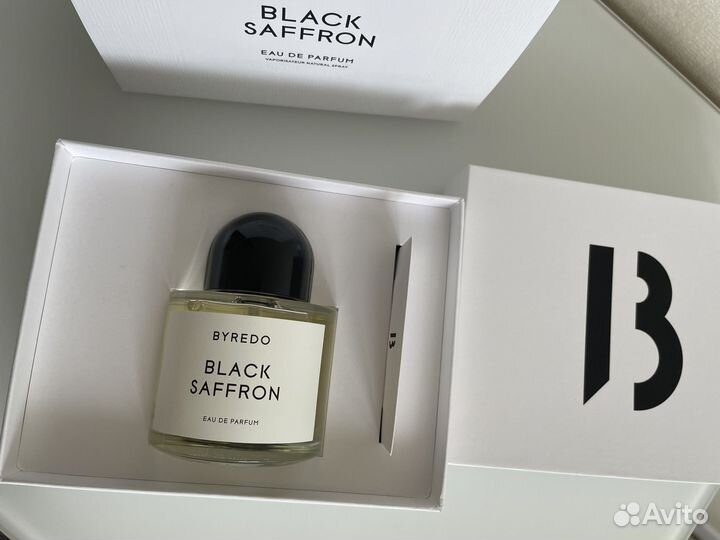 BLACK
SAFFRON
EAU DE PARFUM
VAPORISATEUR NATURAL SPRAY
BYREDO
BLACK
SAFFRON
EAU DE PARFUM
B
B
Avito